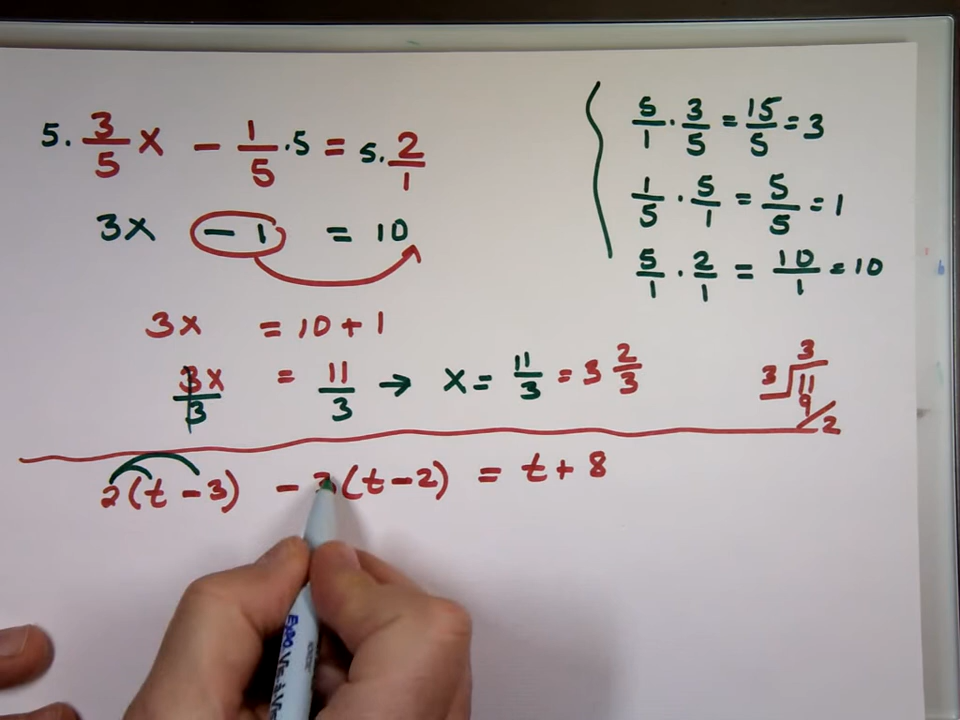 5. 3/5 x - 1/5 · 5 = 5. 2/1
3x - 1 = 10
3x = 10 + 1
3x/3 = 11/3 → x = 11/3 = 3 2/3
5/1 · 3/5 = 15/5 = 3
1/5 · 5/1 = 5/5 = 1
5/1 · 2/1 = 10/1 = 10
3
3 11
9
2
2(t - 3) - (t - 2) = t + 8
EXPO